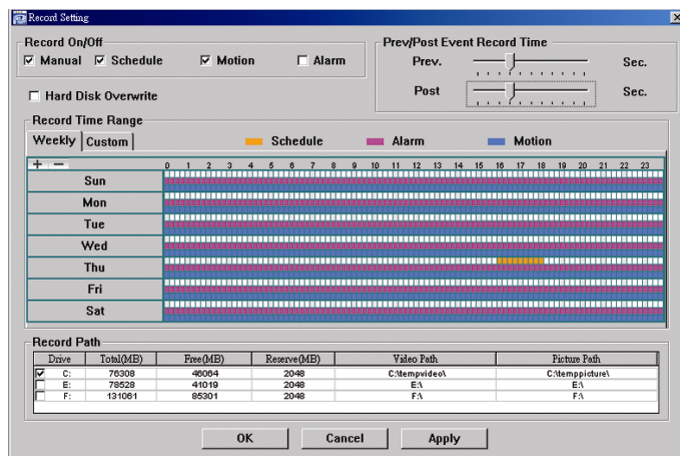 Record Setting
Record On/Off
Manual Schedule Motion Alarm
Prev/Post Event Record Time
Prev. Sec.
Post Sec.
Hard Disk Overwrite
Record Time Range
Weekly Custom Schedule Alarm Motion
+ - 0 1 2 3 4 5 6 7 8 9 10 11 12 13 14 15 16 17 18 19 20 21 22 23
Sun
Mon
Tue
Wed
Thu
Fri
Sat
Record Path
Drive Total(MB) Free(MB) Reserve(MB) Video Path Picture Path
C: 76308 46064 2048 C:\tempvideo\ C:\temppicture\
E: 78528 41019 2048 E:\ E:\
F: 131061 85301 2048 F:\ F:\
OK Cancel Apply